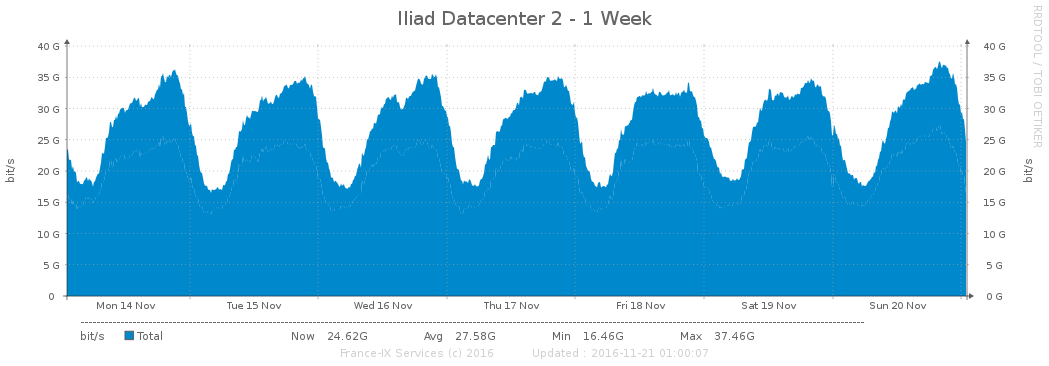 Iliad Datacenter 2 - 1 Week
RRDTOOL / TOBI OETIKER
bit/s
40 G
35 G
30 G
25 G
20 G
15 G
10 G
5 G
0
40 G
35 G
30 G
25 G
20 G
15 G
10 G
5 G
0 G
bit/s
Mon 14 Nov Tue 15 Nov Wed 16 Nov Thu 17 Nov Fri 18 Nov Sat 19 Nov Sun 20 Nov
bit/s Total Now 24.62G Avg 27.58G Min 16.46G Max 37.46G
France-IX Services (c) 2016 Updated : 2016-11-21 01:00:07